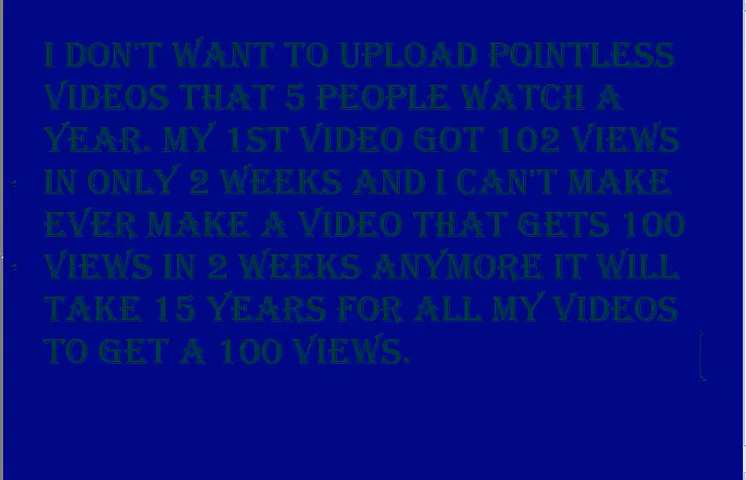 I DON'T WANT TO UPLOAD POINTLESS
VIDEOS THAT 5 PEOPLE WATCH A
YEAR. MY 1ST VIDEO GOT 102 VIEWS
IN ONLY 2 WEEKS AND I CAN'T MAKE
EVER MAKE A VIDEO THAT GETS 100
VIEWS IN 2 WEEKS ANYMORE IT WILL
TAKE 15 YEARS FOR ALL MY VIDEOS
TO GET A 100 VIEWS.